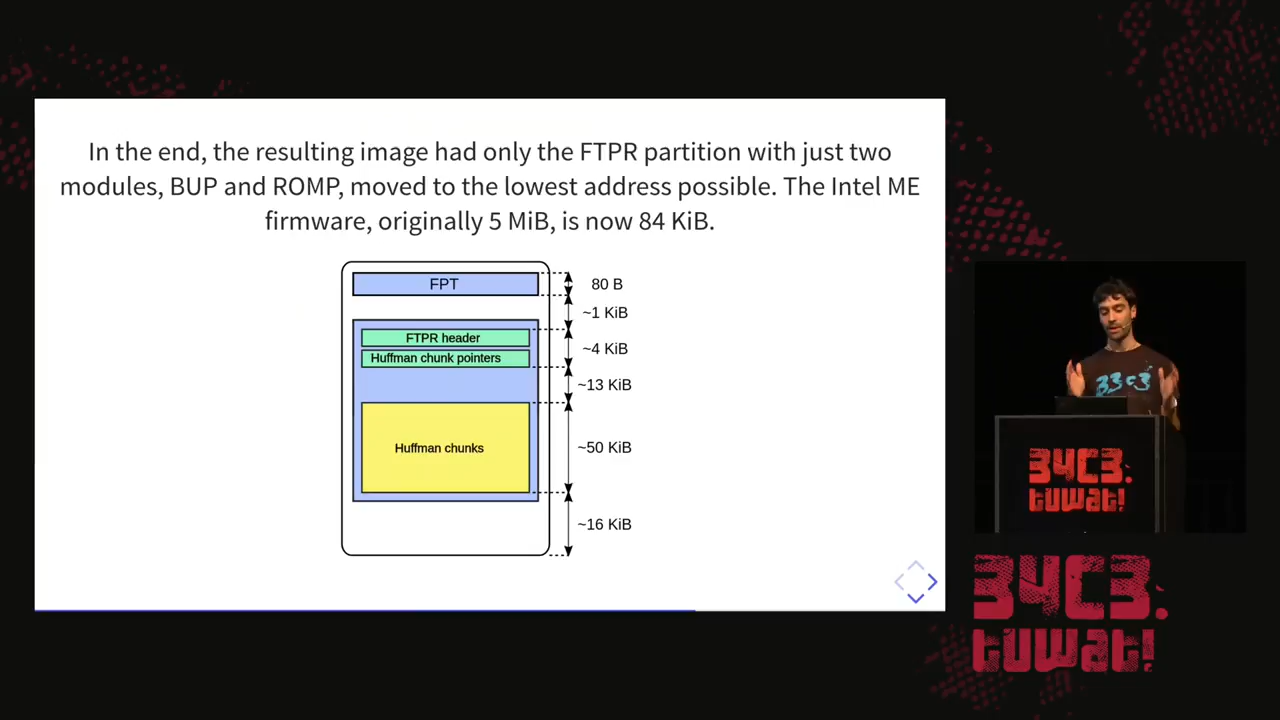 In the end, the resulting image had only the FTPR partition with just two
modules, BUP and ROMP, moved to the lowest address possible. The Intel ME
firmware, originally 5 MiB, is now 84 KiB.
FPT
80 B
~1 KiB
FTPR header
Huffman chunk pointers
~4 KiB
~13 KiB
Huffman chunks
~50 KiB
~16 KiB
33c3
34C3.
tuwat!
34C3.
tuwat!